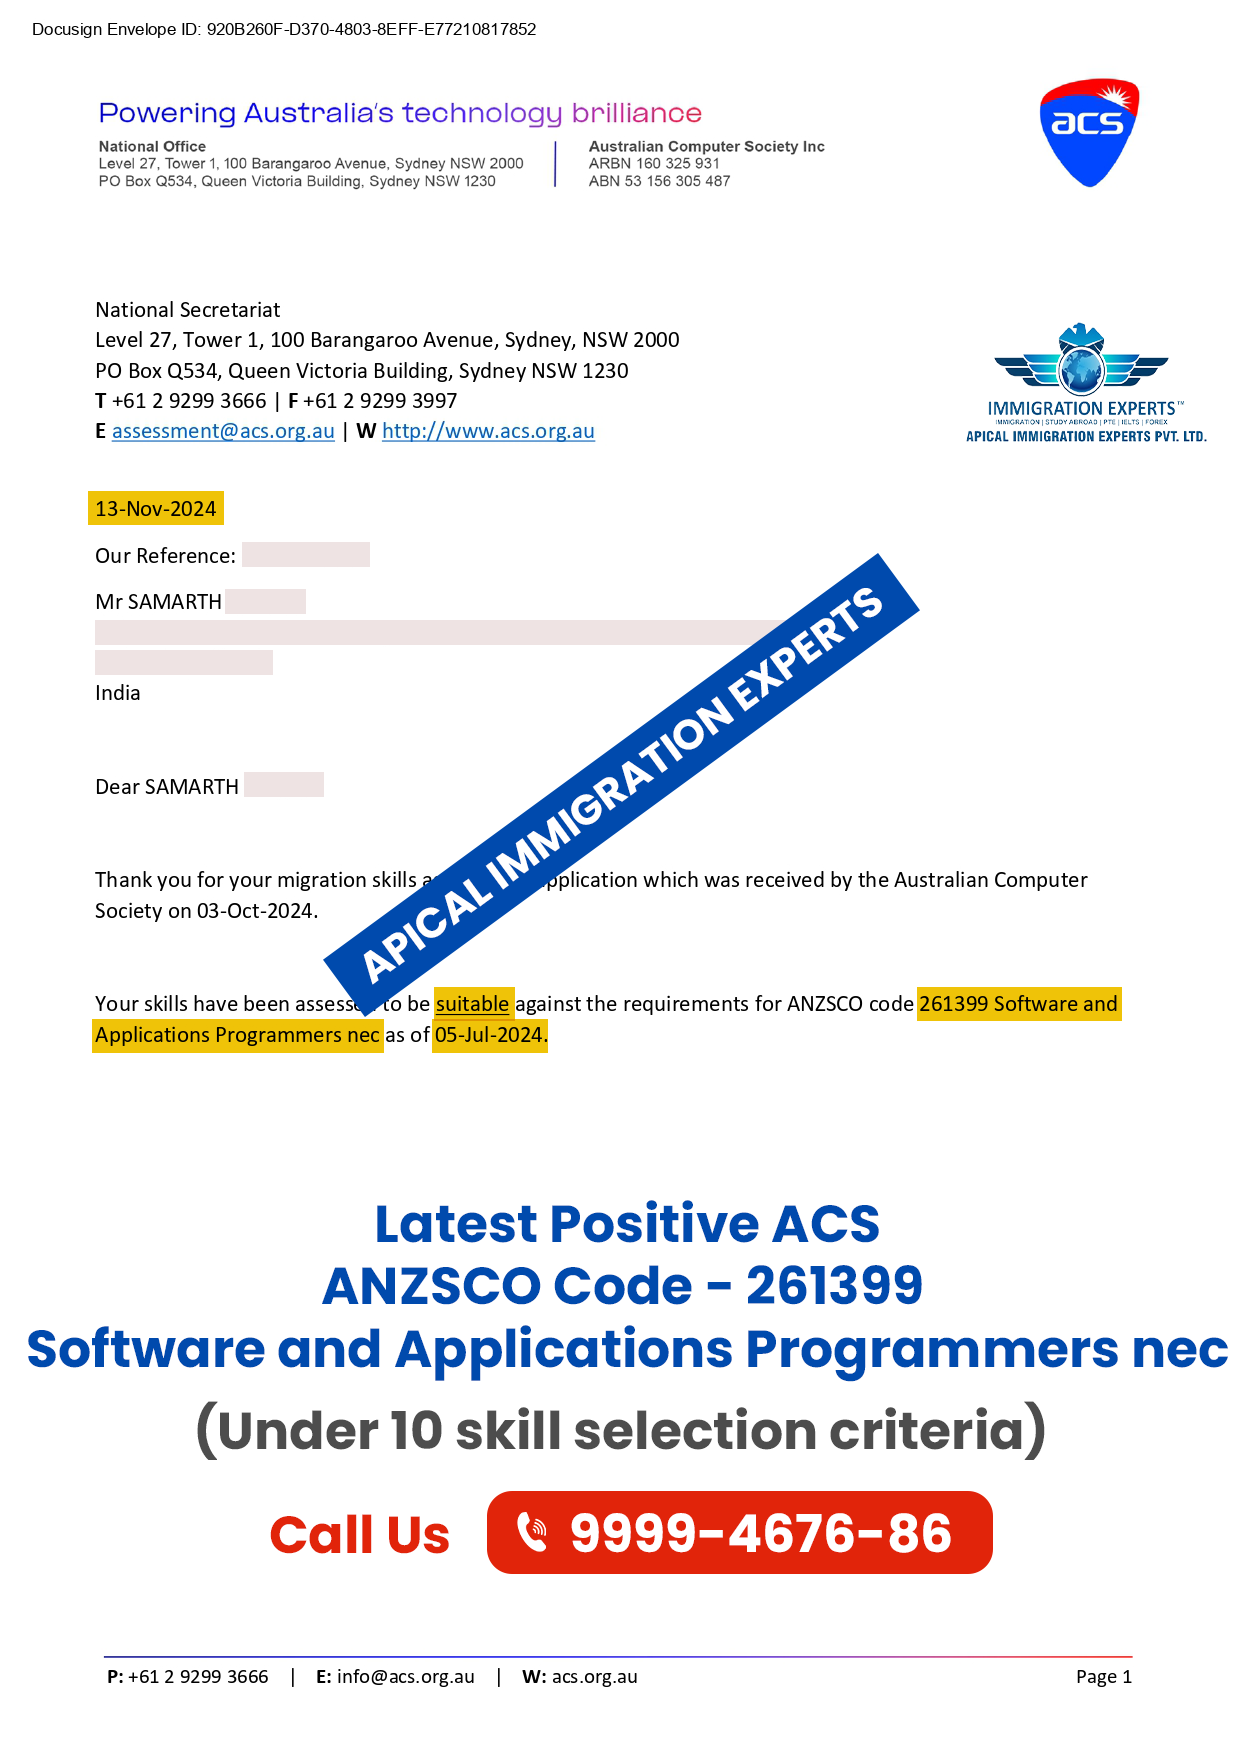 Docusign Envelope ID: 920B260F-D370-4803-8EFF-E77210817852
Powering Australia's technology brilliance
National Office
Level 27, Tower 1, 100 Barangaroo Avenue, Sydney NSW 2000
PO Box Q534, Queen Victoria Building, Sydney NSW 1230
Australian Computer Society Inc
ARBN 160 325 931
ABN 53 156 305 487
acs
National Secretariat
Level 27, Tower 1, 100 Barangaroo Avenue, Sydney, NSW 2000
PO Box Q534, Queen Victoria Building, Sydney NSW 1230
T +61 2 9299 3666 | F +61 2 9299 3997
E assessment@acs.org.au | W http://www.acs.org.au
IMMIGRATION EXPERTS™
IMMIGRATION | STUDY ABROAD | PTE | IELTS | FOREX
APICAL IMMIGRATION EXPERTS PVT. LTD.
13-Nov-2024
Our Reference:
Mr SAMARTH
India
Dear SAMARTH
APICAL IMMIGRATION EXPERTS
Thank you for your migration skills application which was received by the Australian Computer
Society on 03-Oct-2024.
Your skills have been assessed to be suitable against the requirements for ANZSCO code 261399 Software and
Applications Programmers nec as of 05-Jul-2024.
Latest Positive ACS
ANZSCO Code - 261399
Software and Applications Programmers nec
(Under 10 skill selection criteria)
Call Us 9999-4676-86
P: +61 2 9299 3666 | E: info@acs.org.au | W: acs.org.au Page 1